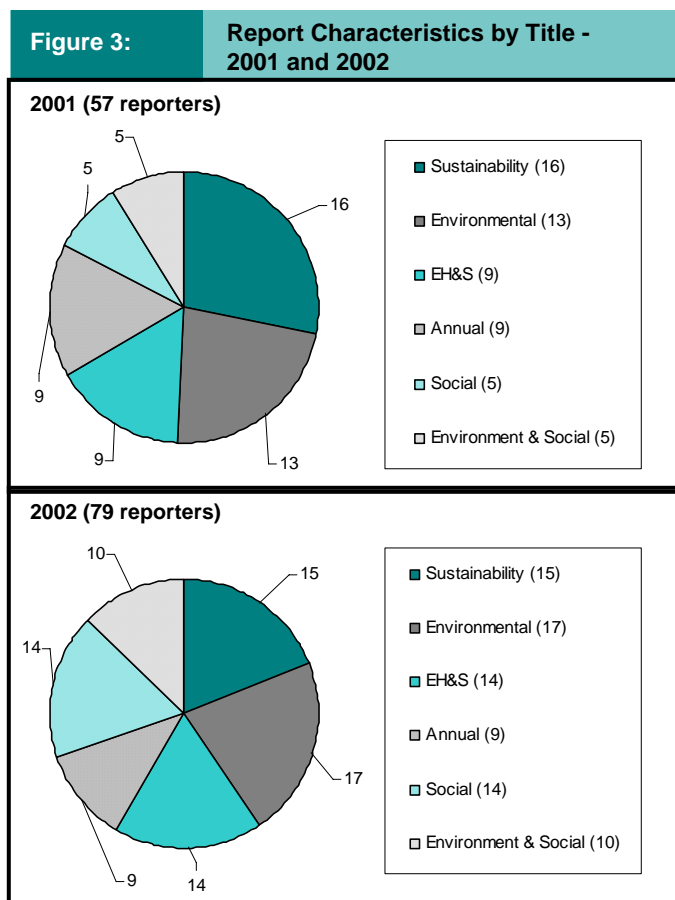 Figure 3:
Report Characteristics by Title -
2001 and 2002
2001 (57 reporters)
5
5
16
9
9
13
Sustainability (16)
Environmental (13)
EH&S (9)
Annual (9)
Social (5)
Environment & Social (5)
2002 (79 reporters)
10
15
14
17
9
14
Sustainability (15)
Environmental (17)
EH&S (14)
Annual (9)
Social (14)
Environment & Social (10)